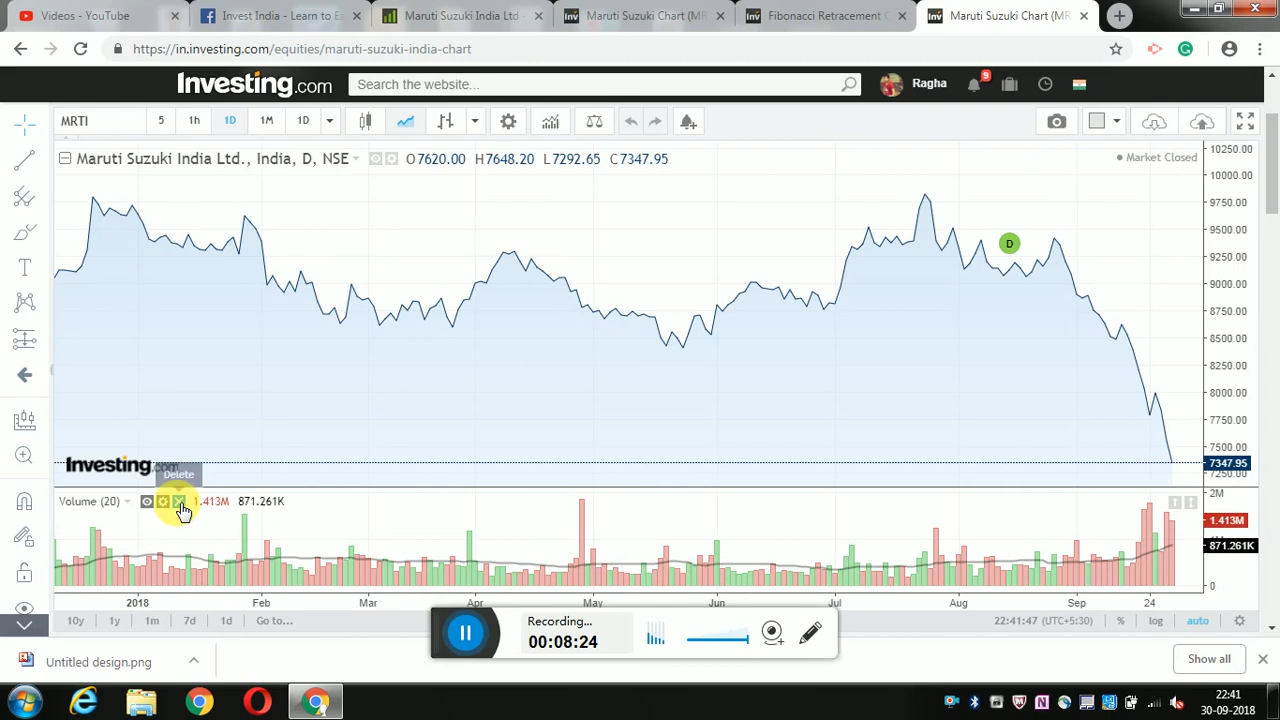 Videos - YouTube
Invest India - Learn to Ea
Maruti Suzuki India Ltd
Maruti Suzuki Chart (MR
Fibonacci Retracement C
Maruti Suzuki Chart (MR
https://in.investing.com/equities/maruti-suzuki-india-chart
Investing.com
Search the website...
Ragha
9
MRTI
5
1h
1D
1M
1D
Maruti Suzuki India Ltd., India, D, NSE
O7620.00 H7648.20 L7292.65 C7347.95
Market Closed
10250.00
10000.00
9750.00
9500.00
9250.00
9000.00
8750.00
8500.00
8250.00
8000.00
7750.00
7500.00
7347.95
7250.00
D
Investing.com
Delete
Volume (20)
1.413M 871.261K
2M
1.413M
871.261K
0
2018 Feb Mar Apr May Jun Jul Aug Sep 24
10y 1y 1m 7d 1d Go to...
22:41:47 (UTC+5:30) % log auto
Recording...
00:08:24
Untitled design.png
Show all
22:41
30-09-2018